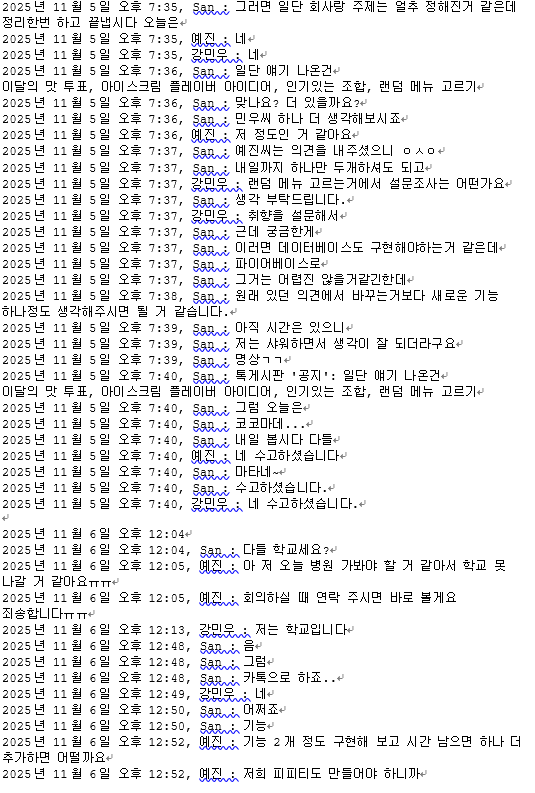 2025년 11월 5일 오후 7:35, San : 그러면 일단 회사랑 주제는 얼추 정해진거 같은데
정리한번 하고 끝냅시다 오늘은
2025년 11월 5일 오후 7:35, 예진 : 네
2025년 11월 5일 오후 7:35, 강민우 : 네
2025년 11월 5일 오후 7:36, San : 일단 얘기 나온건
이달의 맛 투표, 아이스크림 플레이버 아이디어, 인기있는 조합, 랜덤 메뉴 고르기
2025년 11월 5일 오후 7:36, San : 맞나요? 더 있을까요?
2025년 11월 5일 오후 7:36, San : 민우씨 하나 더 생각해보시죠
2025년 11월 5일 오후 7:36, 예진 : 저 정도인 거 같아요
2025년 11월 5일 오후 7:37, San : 예진씨는 의견을 내주셨으니 ㅇㅅㅇ
2025년 11월 5일 오후 7:37, San : 내일까지 하나만 두개하셔도 되고
2025년 11월 5일 오후 7:37, 강민우 : 랜덤 메뉴 고르는거에서 설문조사는 어떤가요
2025년 11월 5일 오후 7:37, San : 생각 부탁드립니다.
2025년 11월 5일 오후 7:37, 강민우 : 취향을 설문해서
2025년 11월 5일 오후 7:37, San : 근데 궁금한게
2025년 11월 5일 오후 7:37, San : 이러면 데이터베이스도 구현해야하는거 같은데
2025년 11월 5일 오후 7:37, San : 파이어베이스로
2025년 11월 5일 오후 7:37, San : 그거는 어렵진 않을거같긴한데
2025년 11월 5일 오후 7:38, San : 원래 있던 의견에서 바꾸는거보다 새로운 기능
하나정도 생각해주시면 될 거 같습니다.
2025년 11월 5일 오후 7:39, San : 아직 시간은 있으니
2025년 11월 5일 오후 7:39, San : 저는 샤워하면서 생각이 잘 되더라구요
2025년 11월 5일 오후 7:39, San : 명상ㄱㄱ
2025년 11월 5일 오후 7:40, San : 톡게시판 '공지': 일단 얘기 나온건
이달의 맛 투표, 아이스크림 플레이버 아이디어, 인기있는 조합, 랜덤 메뉴 고르기
2025년 11월 5일 오후 7:40, San : 그럼 오늘은
2025년 11월 5일 오후 7:40, San : 코코마데...
2025년 11월 5일 오후 7:40, San : 내일 봅시다 다들
2025년 11월 5일 오후 7:40, 예진 : 네 수고하셨습니다
2025년 11월 5일 오후 7:40, San : 마타네~
2025년 11월 5일 오후 7:40, San : 수고하셨습니다.
2025년 11월 5일 오후 7:40, 강민우 : 네 수고하셨습니다.
2025년 11월 6일 오후 12:04
2025년 11월 6일 오후 12:04, San : 다들 학교세요?
2025년 11월 6일 오후 12:05, 예진 : 아 저 오늘 병원 가봐야 할 거 같아서 학교 못
나갈 거 같아요ㅠㅠ
2025년 11월 6일 오후 12:05, 예진 : 회의하실 때 연락 주시면 바로 볼게요
죄송합니다ㅠㅠ
2025년 11월 6일 오후 12:13, 강민우 : 저는 학교입니다
2025년 11월 6일 오후 12:48, San : 음
2025년 11월 6일 오후 12:48, San : 그럼
2025년 11월 6일 오후 12:48, San : 카톡으로 하죠..
2025년 11월 6일 오후 12:49, 강민우 : 네
2025년 11월 6일 오후 12:50, San : 어쩌죠
2025년 11월 6일 오후 12:50, San : 기능
2025년 11월 6일 오후 12:52, 예진 : 기능 2개 정도 구현해 보고 시간 남으면 하나 더
추가하면 어떨까요
2025년 11월 6일 오후 12:52, 예진 : 저희 피피티도 만들어야 하니까